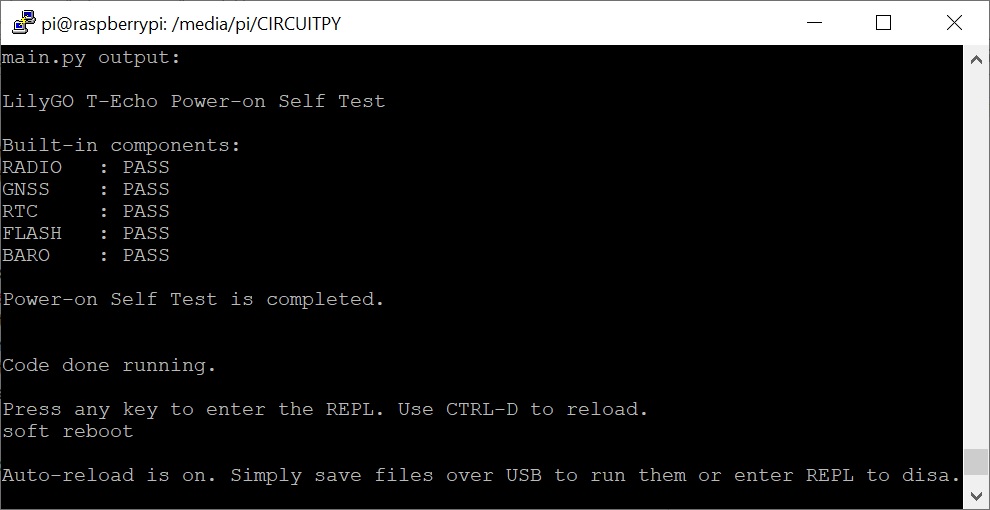 pi@raspberrypi: /media/pi/CIRCUITPY
main.py output:
LilyGO T-Echo Power-on Self Test
Built-in components:
RADIO   : PASS
GNSS    : PASS
RTC     : PASS
FLASH   : PASS
BARO    : PASS
Power-on Self Test is completed.
Code done running.
Press any key to enter the REPL. Use CTRL-D to reload.
soft reboot
Auto-reload is on. Simply save files over USB to run them or enter REPL to disa.